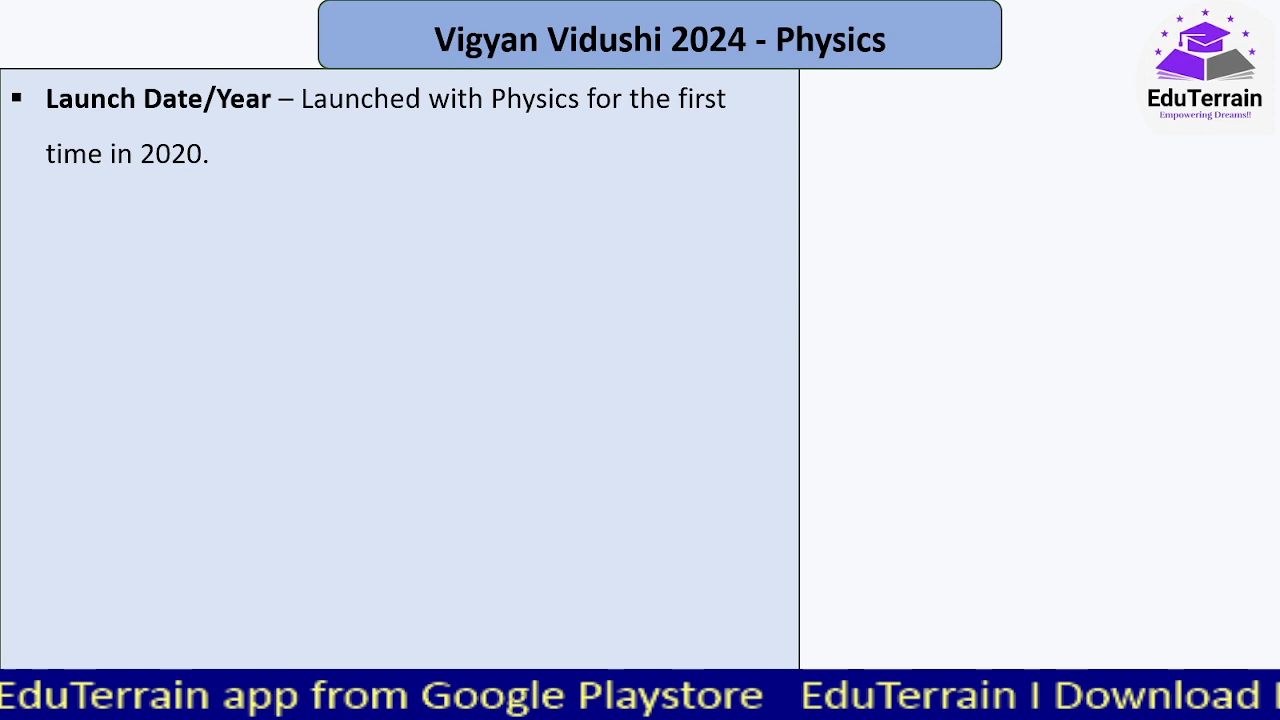 Vigyan Vidushi 2024 - Physics
EduTerrain
Empowering Dreams!!
▪ Launch Date/Year – Launched with Physics for the first
time in 2020.
EduTerrain app from Google Playstore EduTerrain I Download